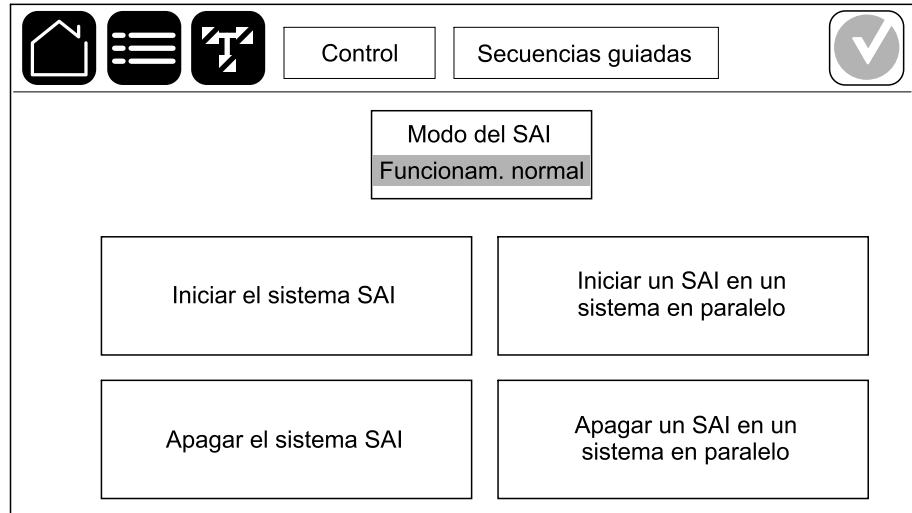 Control
Secuencias guiadas
Modo del SAI
Funcionam. normal
Iniciar el sistema SAI
Iniciar un SAI en un
sistema en paralelo
Apagar el sistema SAI
Apagar un SAI en un
sistema en paralelo